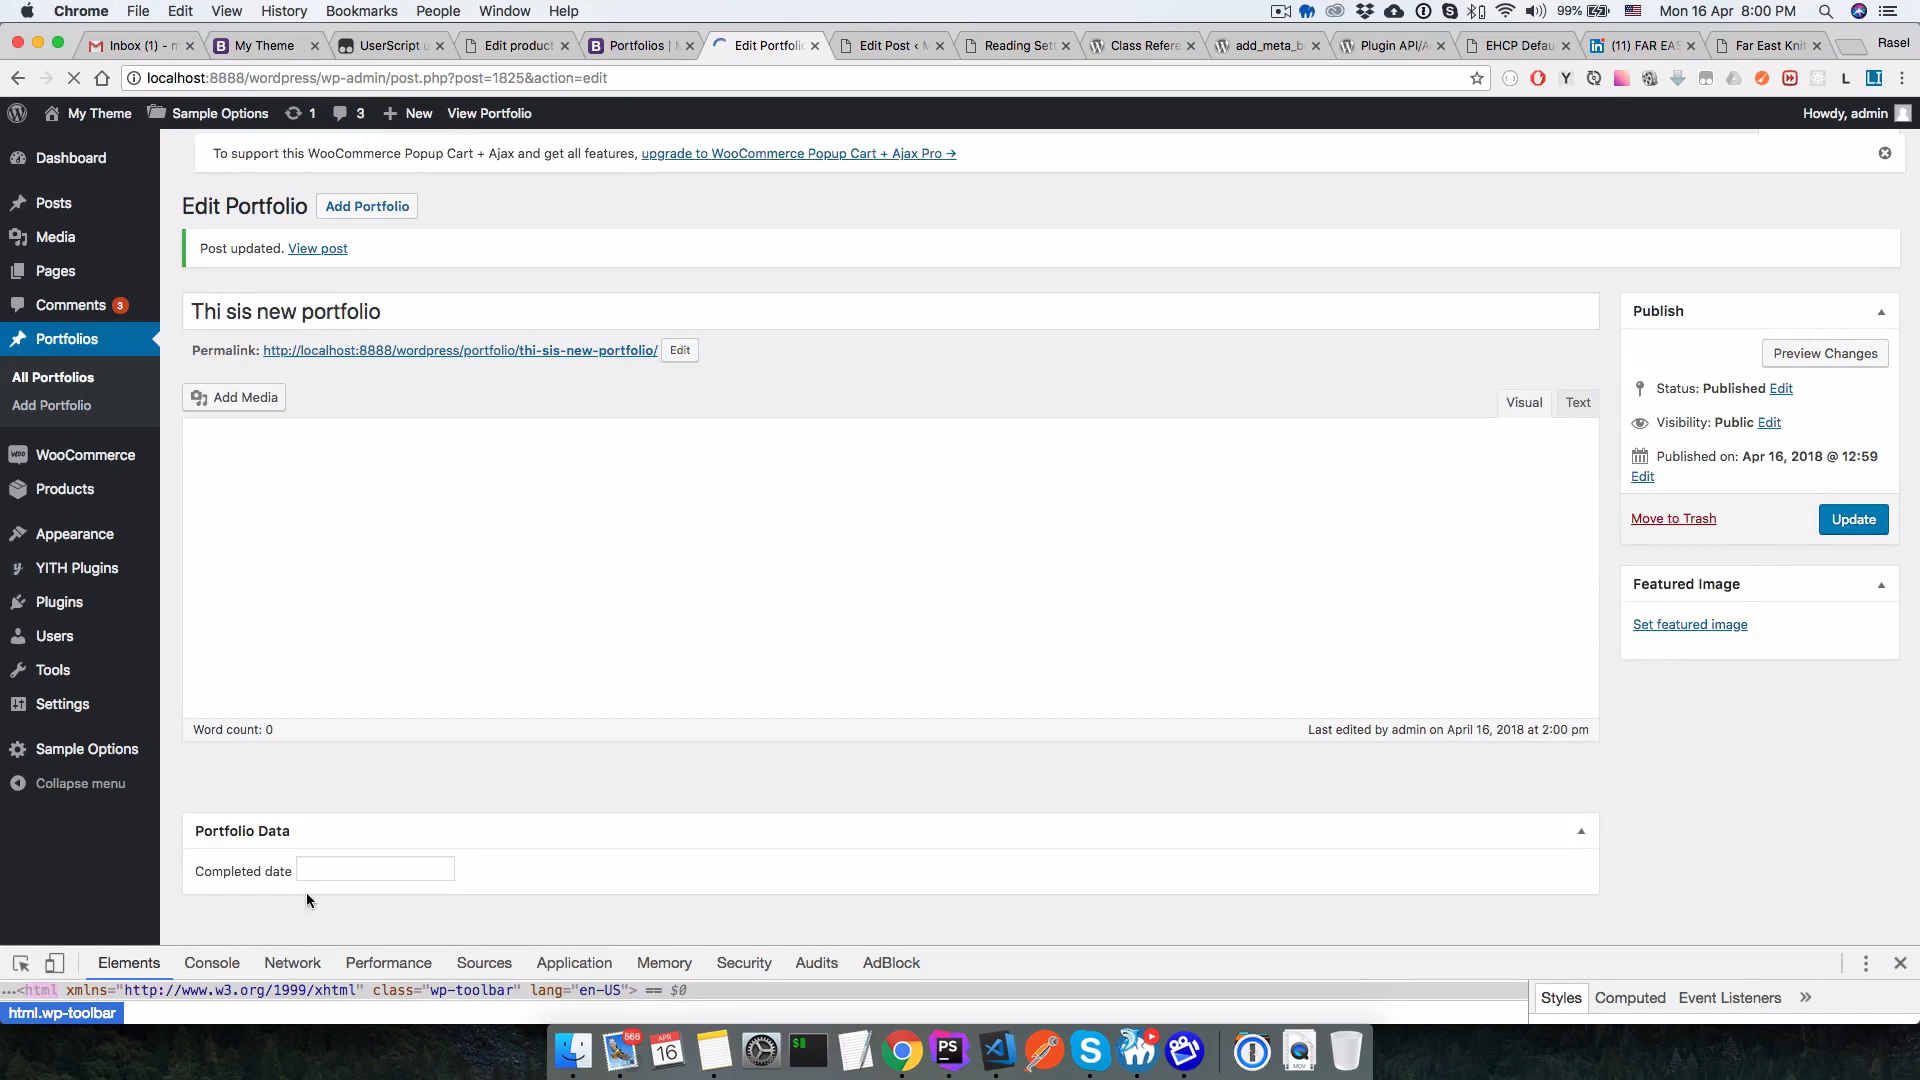 Chrome File Edit View History Bookmarks People Window Help 99% Mon 16 Apr 8:00 PM
Inbox (1) - m My Theme UserScript u Edit product Portfolios | M Edit Portfolio Edit Post ‹ M Reading Set Class Refere add_meta_b Plugin API/A EHCP Defau (11) FAR EAS Far East Knit Rasel
localhost:8888/wordpress/wp-admin/post.php?post=1825&action=edit
My Theme Sample Options 1 3 New View Portfolio Howdy, admin
To support this WooCommerce Popup Cart + Ajax and get all features, upgrade to WooCommerce Popup Cart + Ajax Pro →
Dashboard
Posts
Media
Pages
Comments 3
Portfolios
All Portfolios
Add Portfolio
WooCommerce
Products
Appearance
YITH Plugins
Plugins
Users
Tools
Settings
Sample Options
Collapse menu
Edit Portfolio Add Portfolio
Post updated. View post
Thi sis new portfolio
Permalink: http://localhost:8888/wordpress/portfolio/thi-sis-new-portfolio/ Edit
Add Media Visual Text
Word count: 0 Last edited by admin on April 16, 2018 at 2:00 pm
Portfolio Data
Completed date
Publish
Preview Changes
Status: Published Edit
Visibility: Public Edit
Published on: Apr 16, 2018 @ 12:59
Edit
Move to Trash Update
Featured Image
Set featured image
Elements Console Network Performance Sources Application Memory Security Audits AdBlock
...<html xmlns="http://www.w3.org/1999/xhtml" class="wp-toolbar" lang="en-US"> == $0
html.wp-toolbar
Styles Computed Event Listeners »
566
APR
16
$
PS
MOV